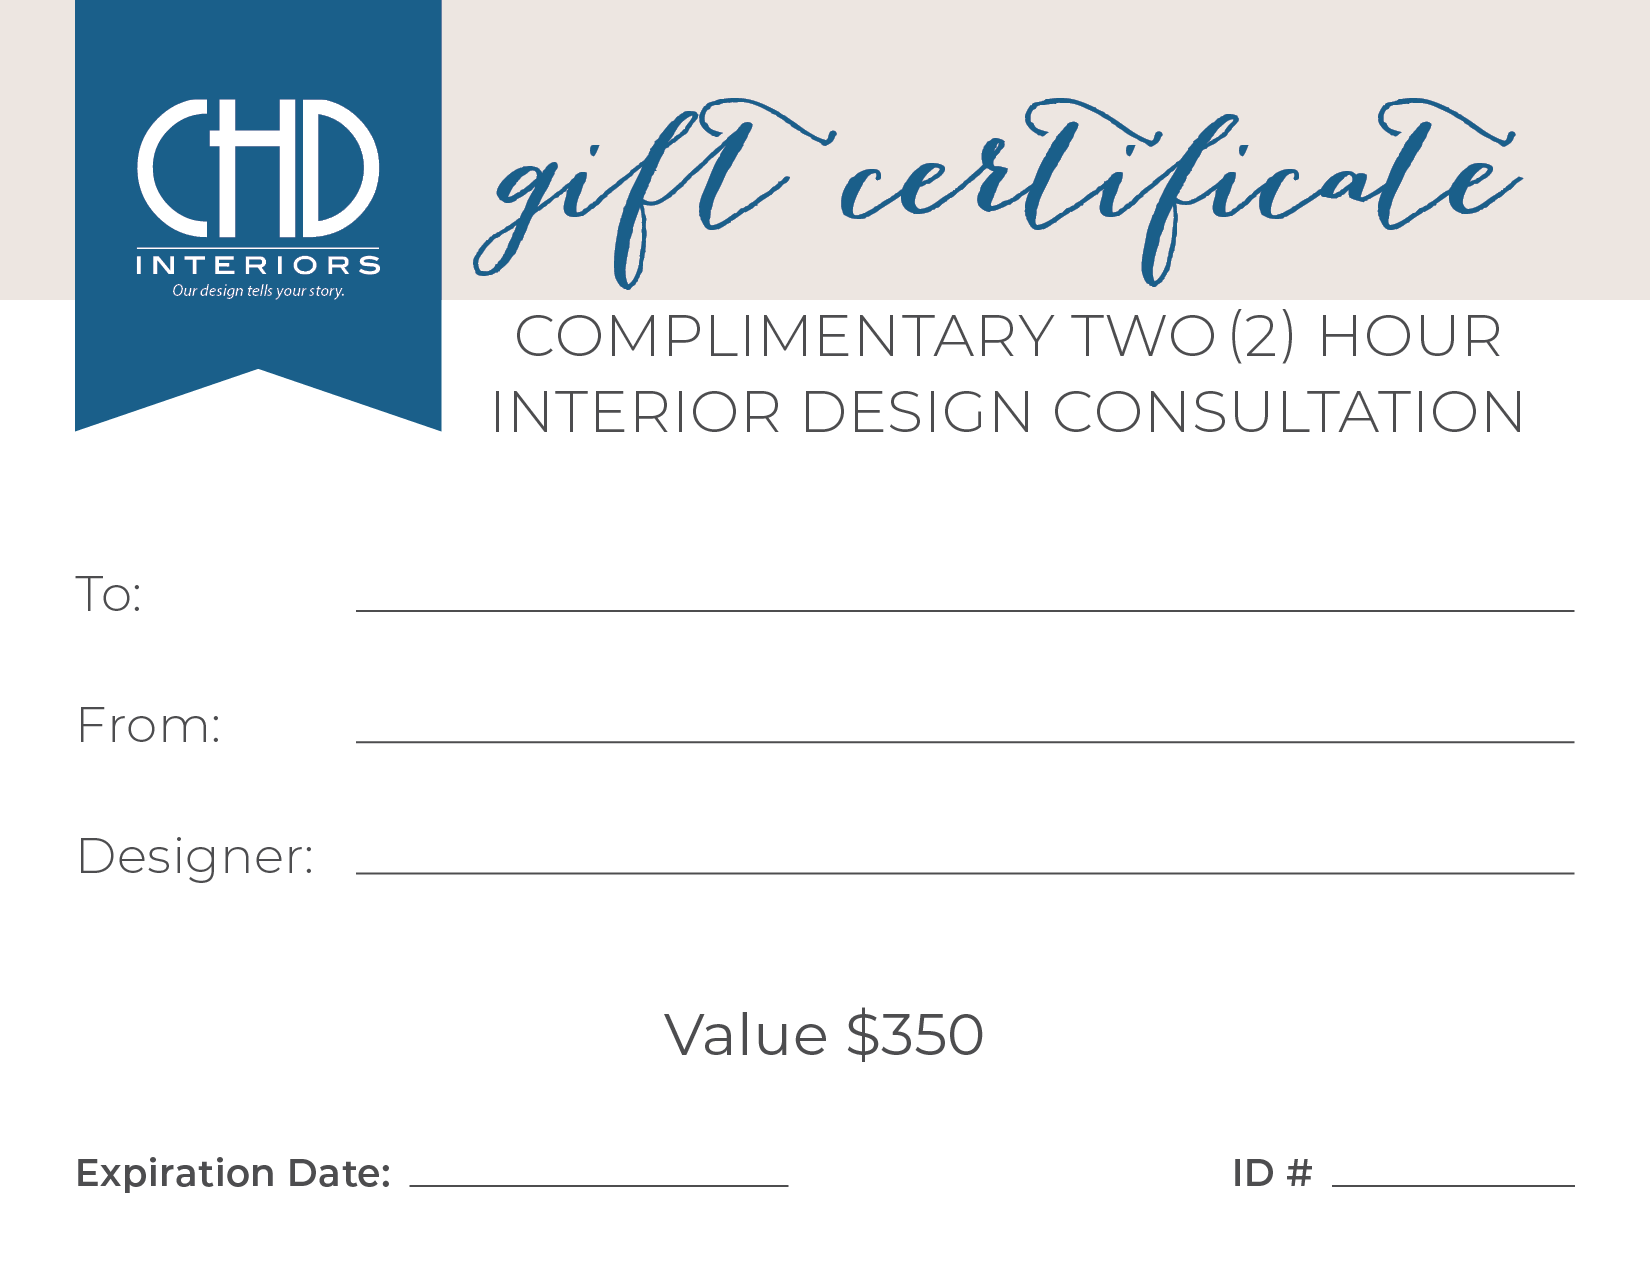 CHD
INTERIORS
Our design tells your story.
gift certificate
COMPLIMENTARY TWO (2) HOUR
INTERIOR DESIGN CONSULTATION
To:
From:
Designer:
Value $350
Expiration Date:
ID #